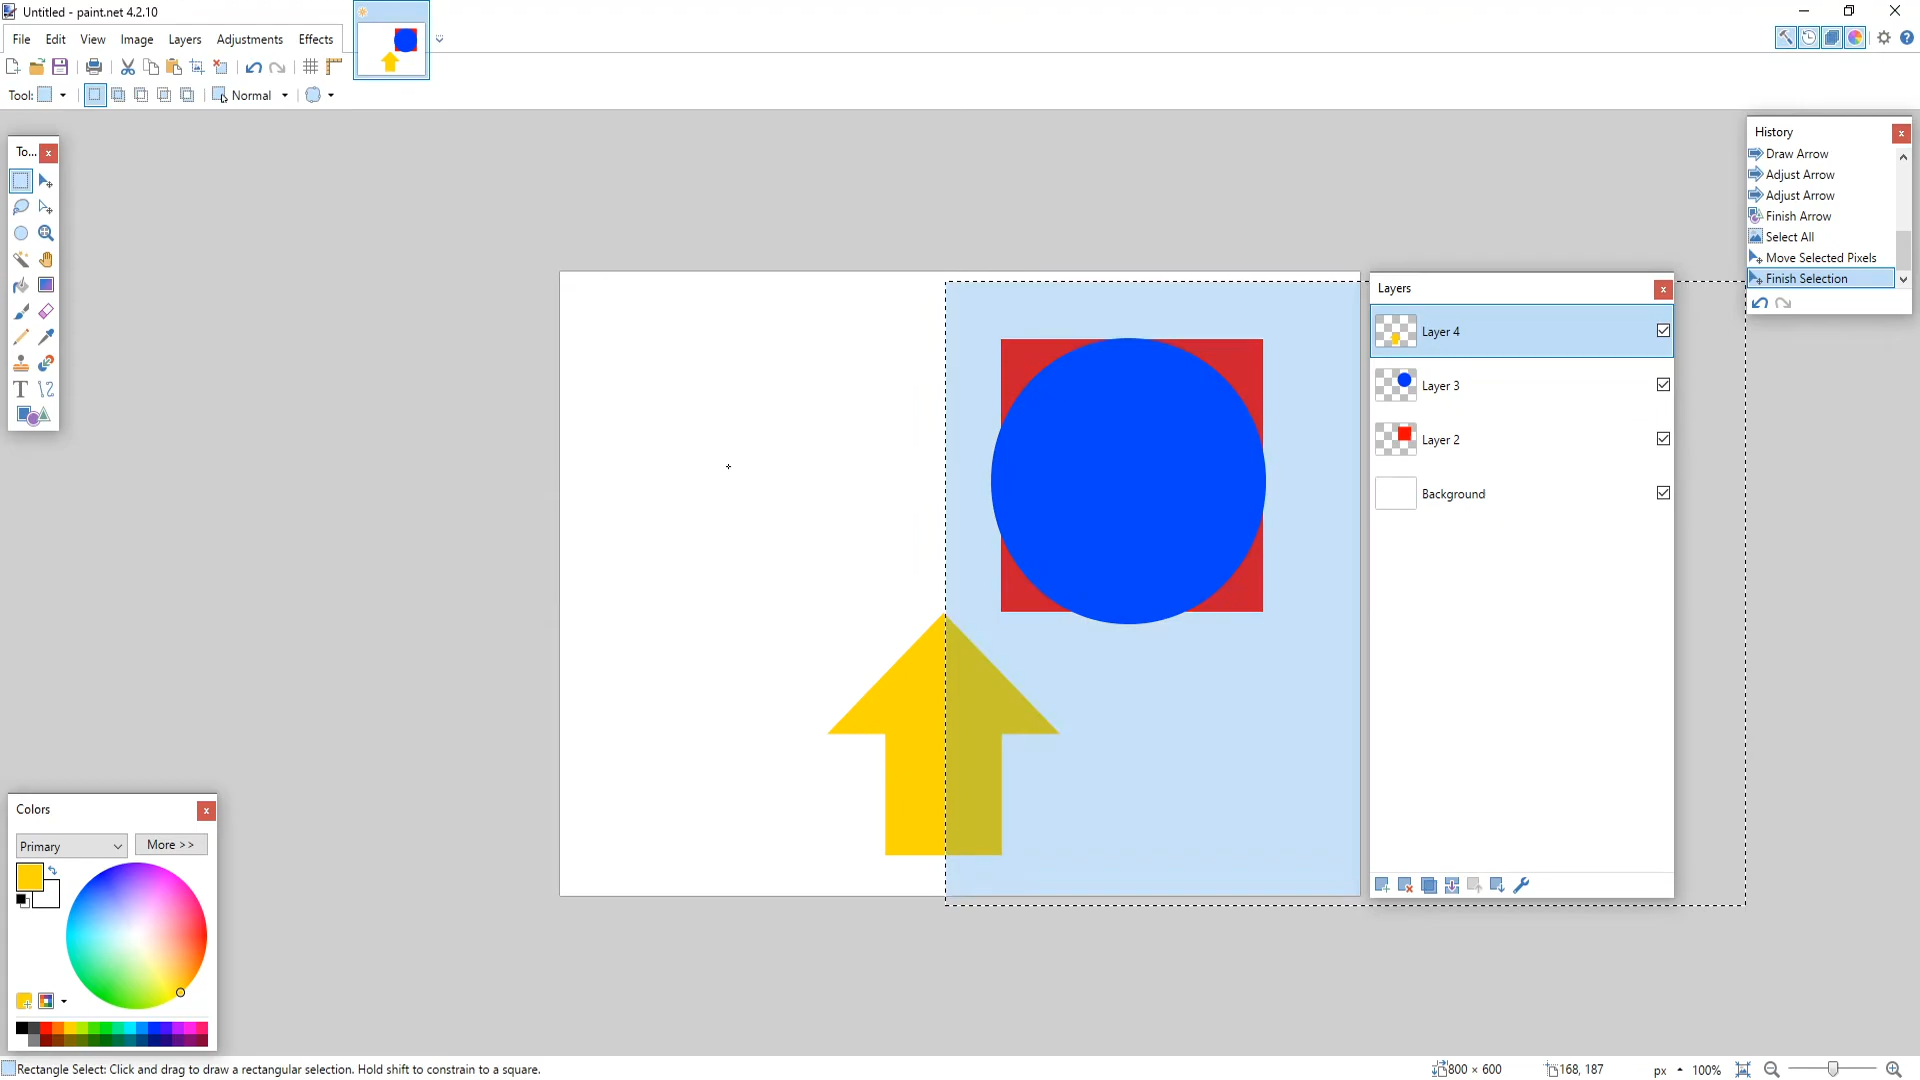 Untitled - paint.net 4.2.10
File Edit View Image Layers Adjustments Effects
Tool:
Normal
To...
History
Draw Arrow
Adjust Arrow
Adjust Arrow
Finish Arrow
Select All
Move Selected Pixels
Finish Selection
Layers
Layer 4
Layer 3
Layer 2
Background
Colors
Primary
More >>
Rectangle Select: Click and drag to draw a rectangular selection. Hold shift to constrain to a square.
800 × 600
168, 187
px
100%